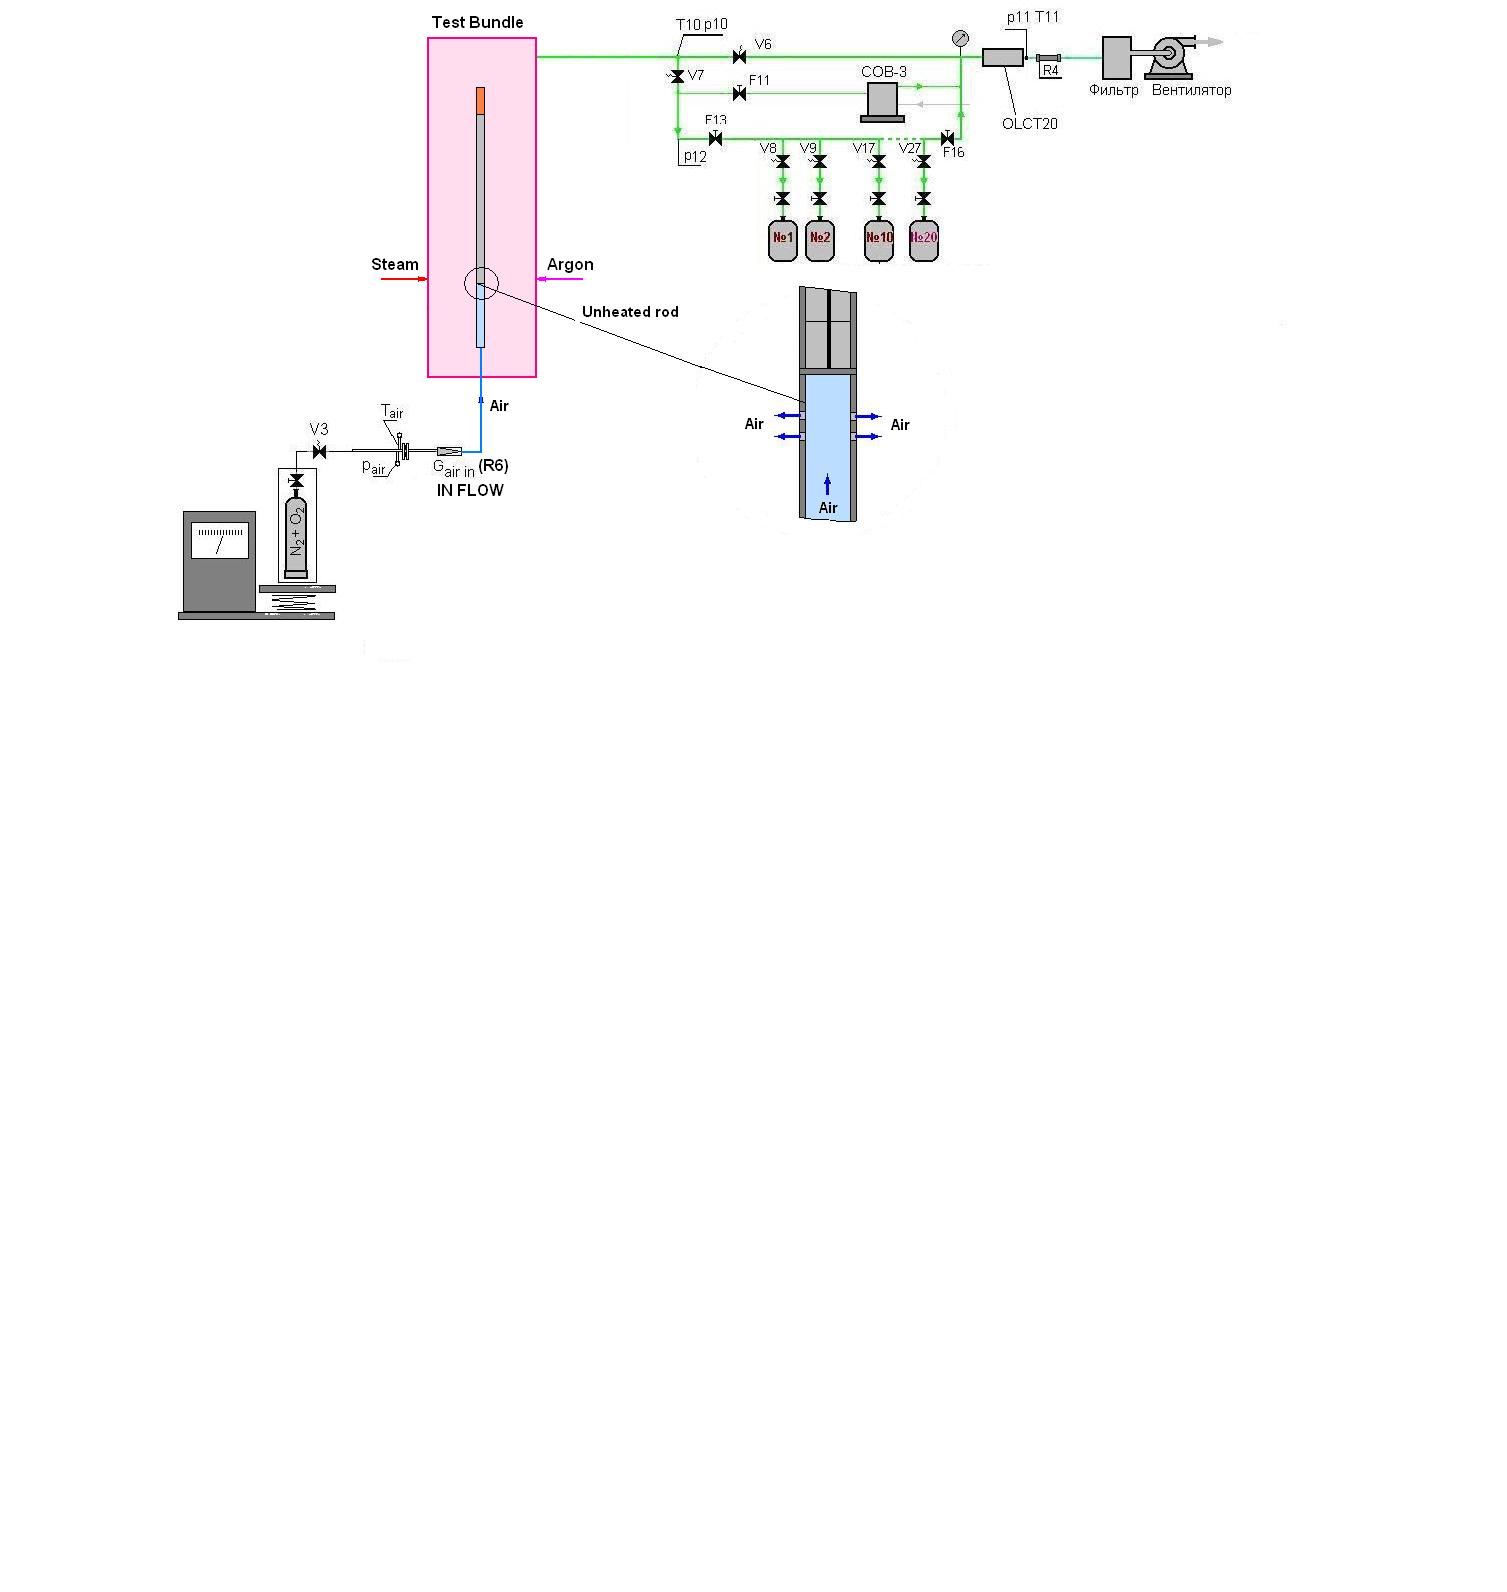 Test Bundle
T10 p10
V6
p11 T11
V7
F11
COB-3
R4
Фильтр
Вентилятор
OLCT20
F13
p12
V8
V9
V17
V27
F16
№1
№2
№10
№20
Steam
Argon
Unheated rod
Air
Air
Air
Air
Tair
V3
pair
Gair in (R6)
IN FLOW
N2 + O2